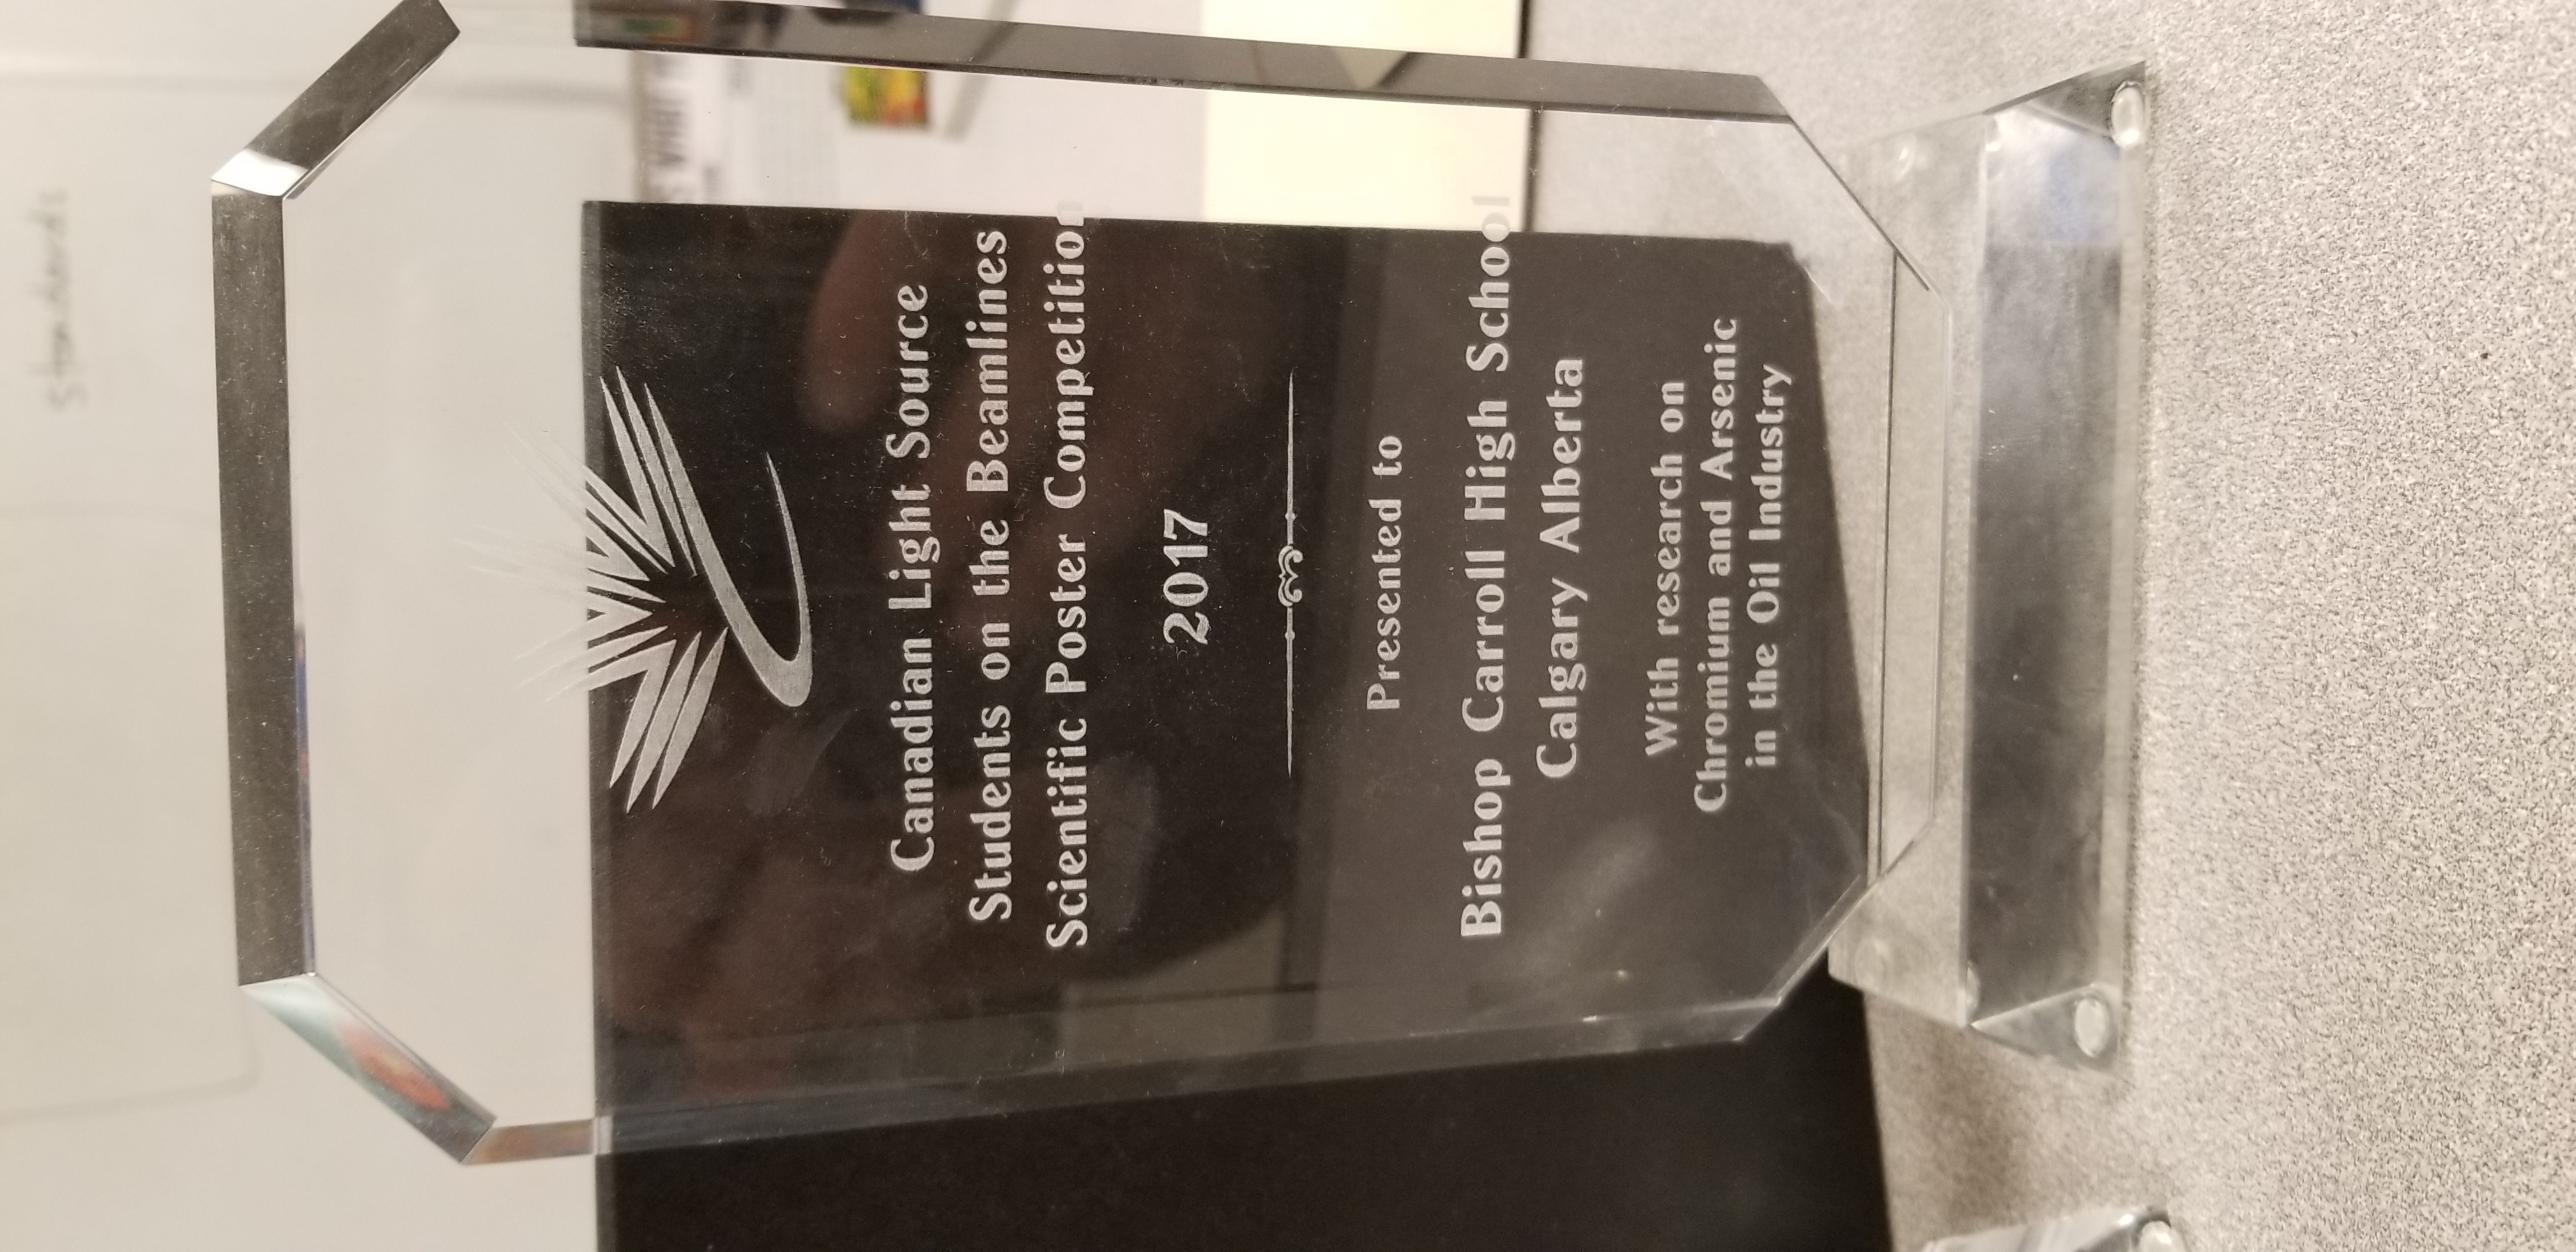 standards
Canadian Light Source
Students on the Beamlines
Scientific Poster Competition
2017
Presented to
Bishop Carroll High School
Calgary Alberta
With research on
Chromium and Arsenic
in the Oil Industry